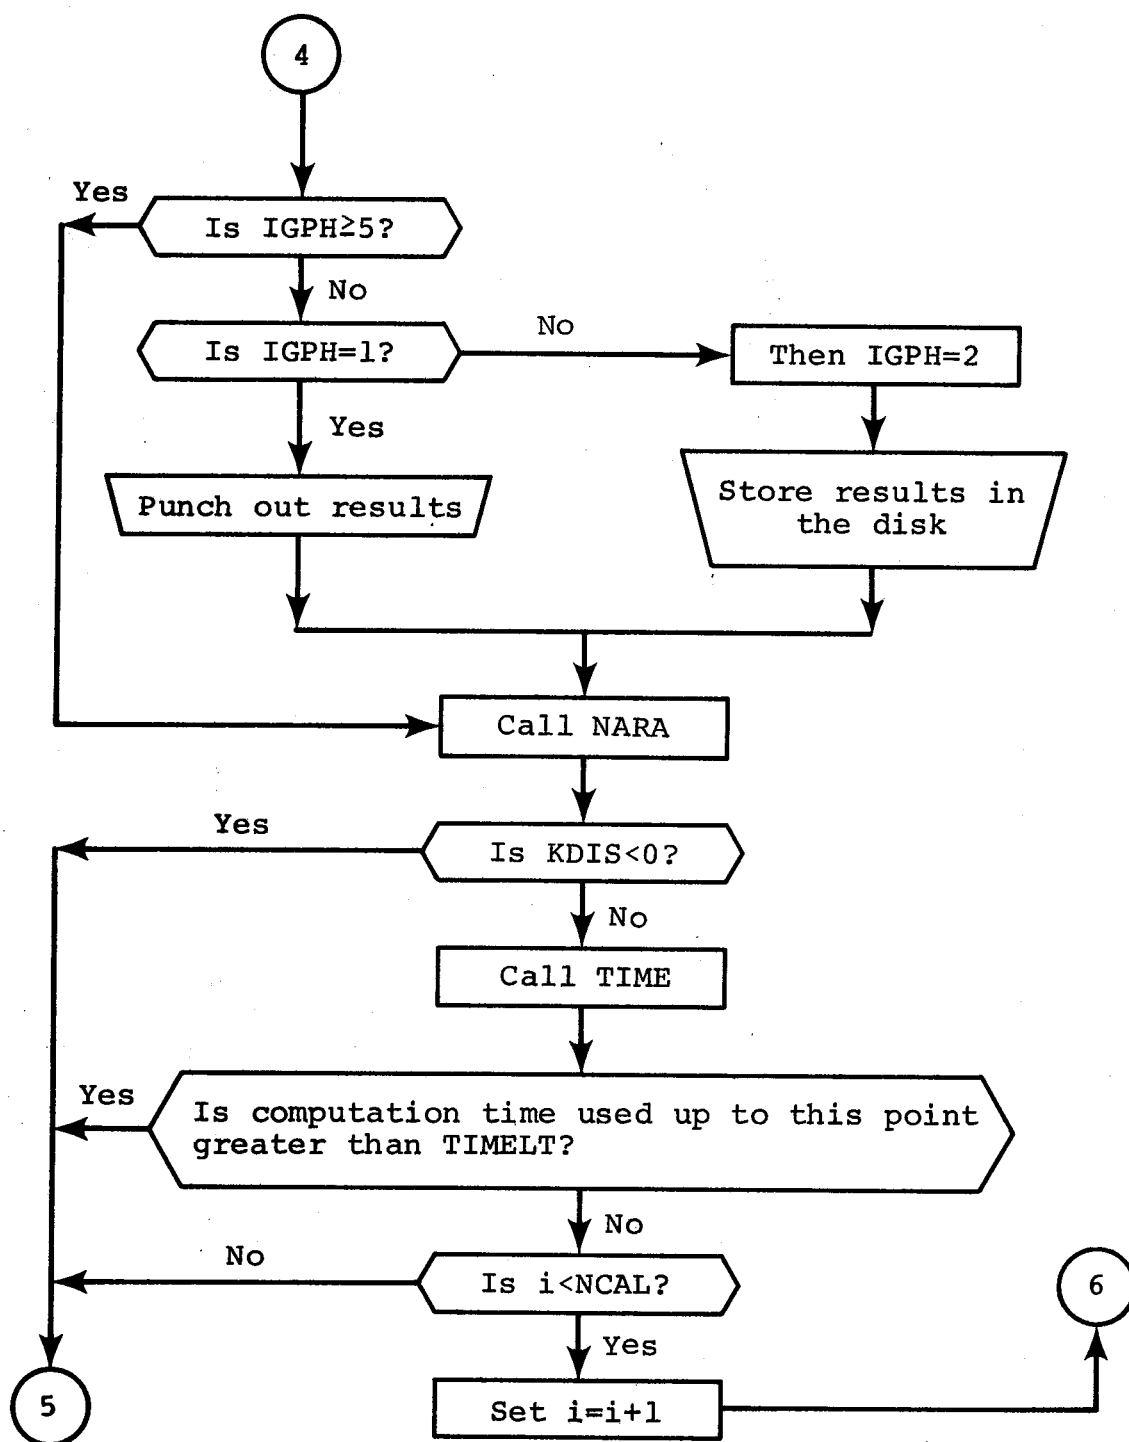 4
Yes
Is IGPH≥5?
No
Is IGPH=1?
No
Then IGPH=2
Yes
Punch out results
Store results in
the disk
Call NARA
Yes
Is KDIS<0?
No
Call TIME
Yes
Is computation time used up to this point
greater than TIMELT?
No
No
Is i<NCAL?
6
Yes
5
Set i=i+1